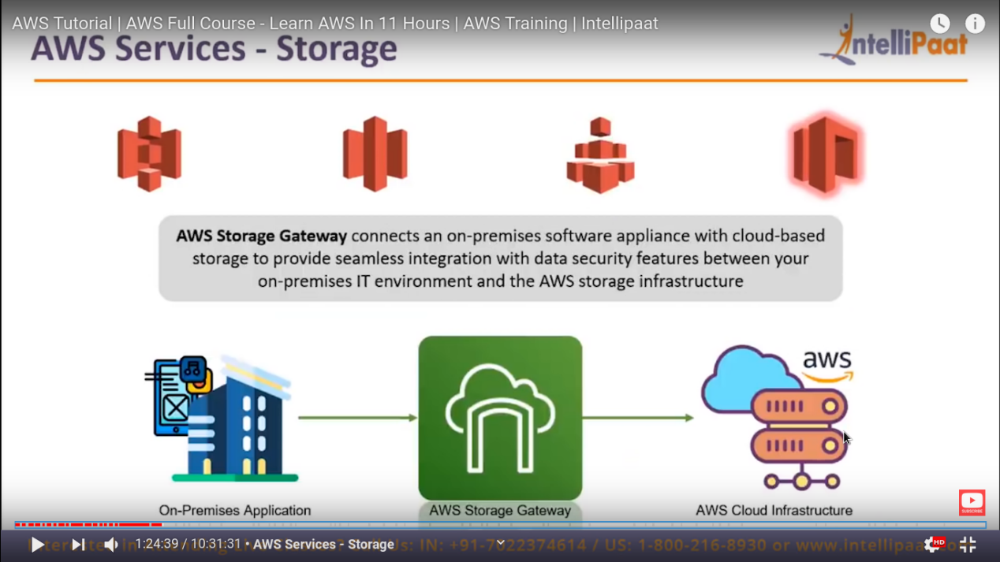 AWS Tutorial | AWS Full Course - Learn AWS In 11 Hours | AWS Training | Intellipaat
AWS Services - Storage
IntelliPaat
AWS Storage Gateway connects an on-premises software appliance with cloud-based
storage to provide seamless integration with data security features between your
on-premises IT environment and the AWS storage infrastructure
aws
On-Premises Application
AWS Storage Gateway
AWS Cloud Infrastructure
SUBSCRIBE
1:24:39 / 10:31:31 • AWS Services - Storage
IN: +91-7022374614 / US: 1-800-216-8930 or www.intellipaat
HD